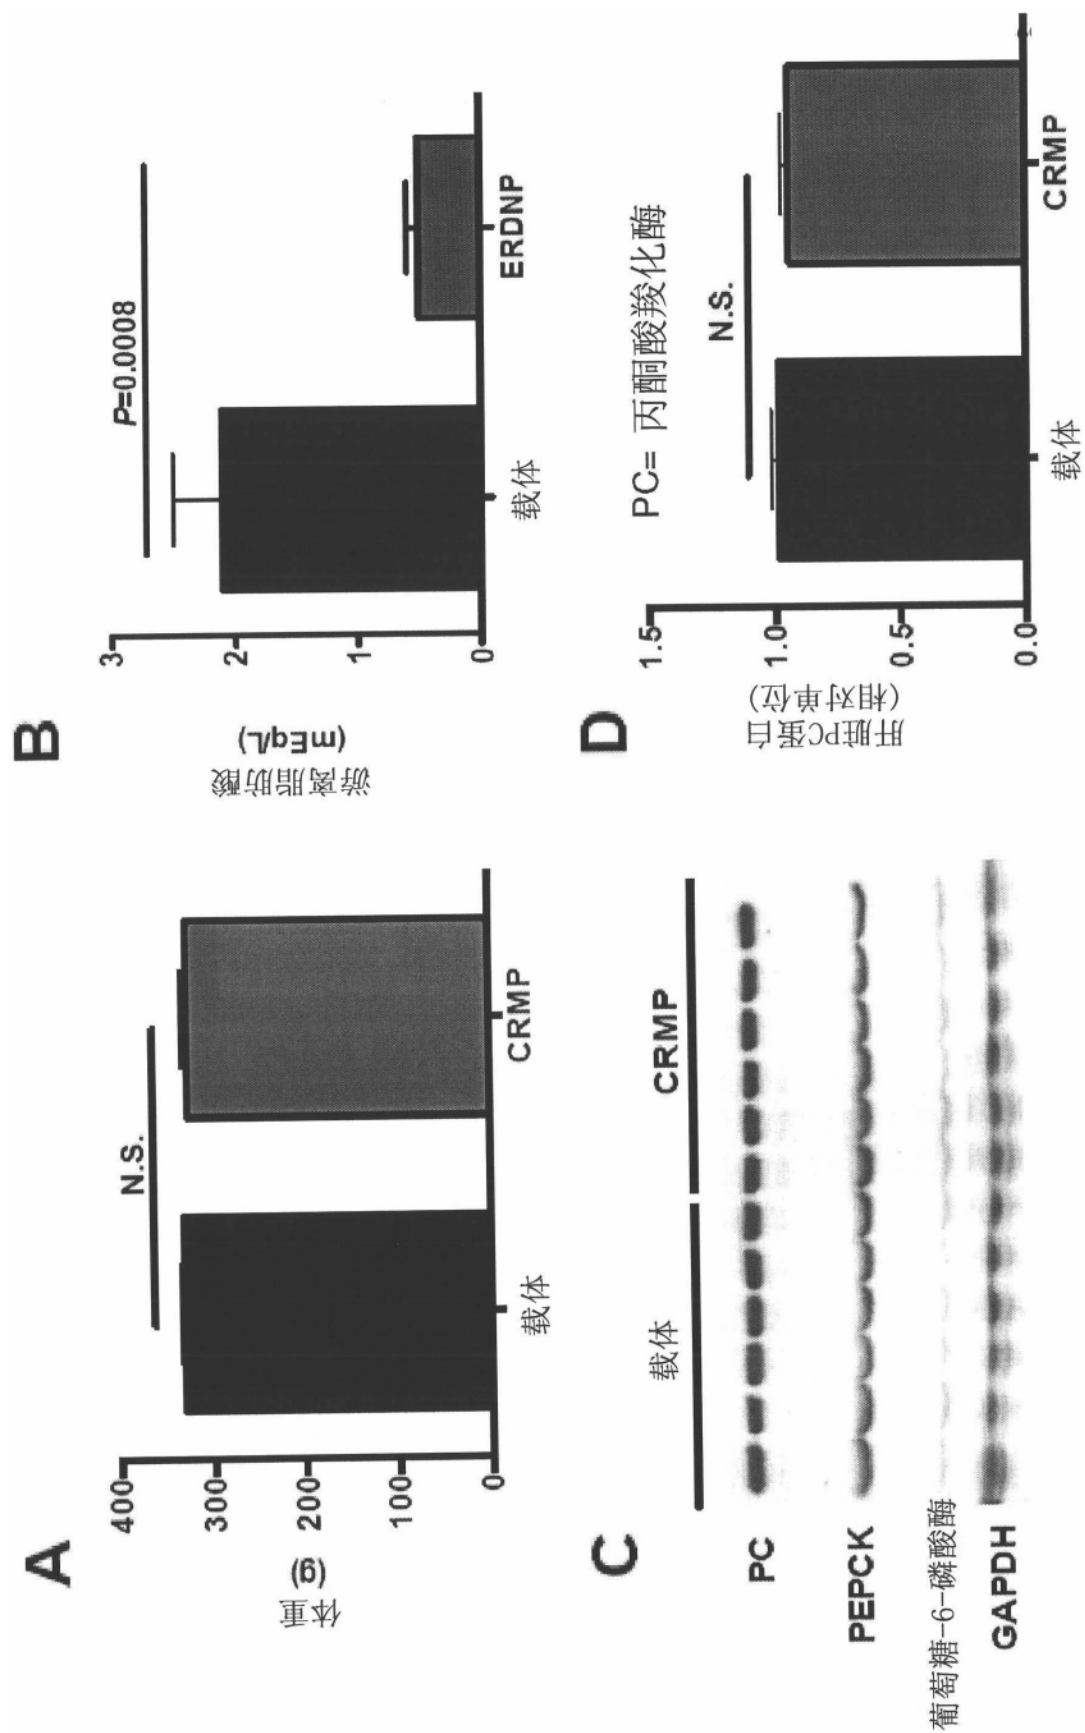 A
体重
(g)
400
300
200
100
0
N.S.
载体
CRMP
B
游离脂肪酸
(mEq/L)
3
2
1
0
P=0.0008
载体
ERDNP
C
载体
CRMP
PC
PEPCK
葡萄糖-6-磷酸酶
GAPDH
D
肝脏PC蛋白
(相对单位)
1.5
1.0
0.5
0.0
PC= 丙酮酸羧化酶
N.S.
载体
CRMP